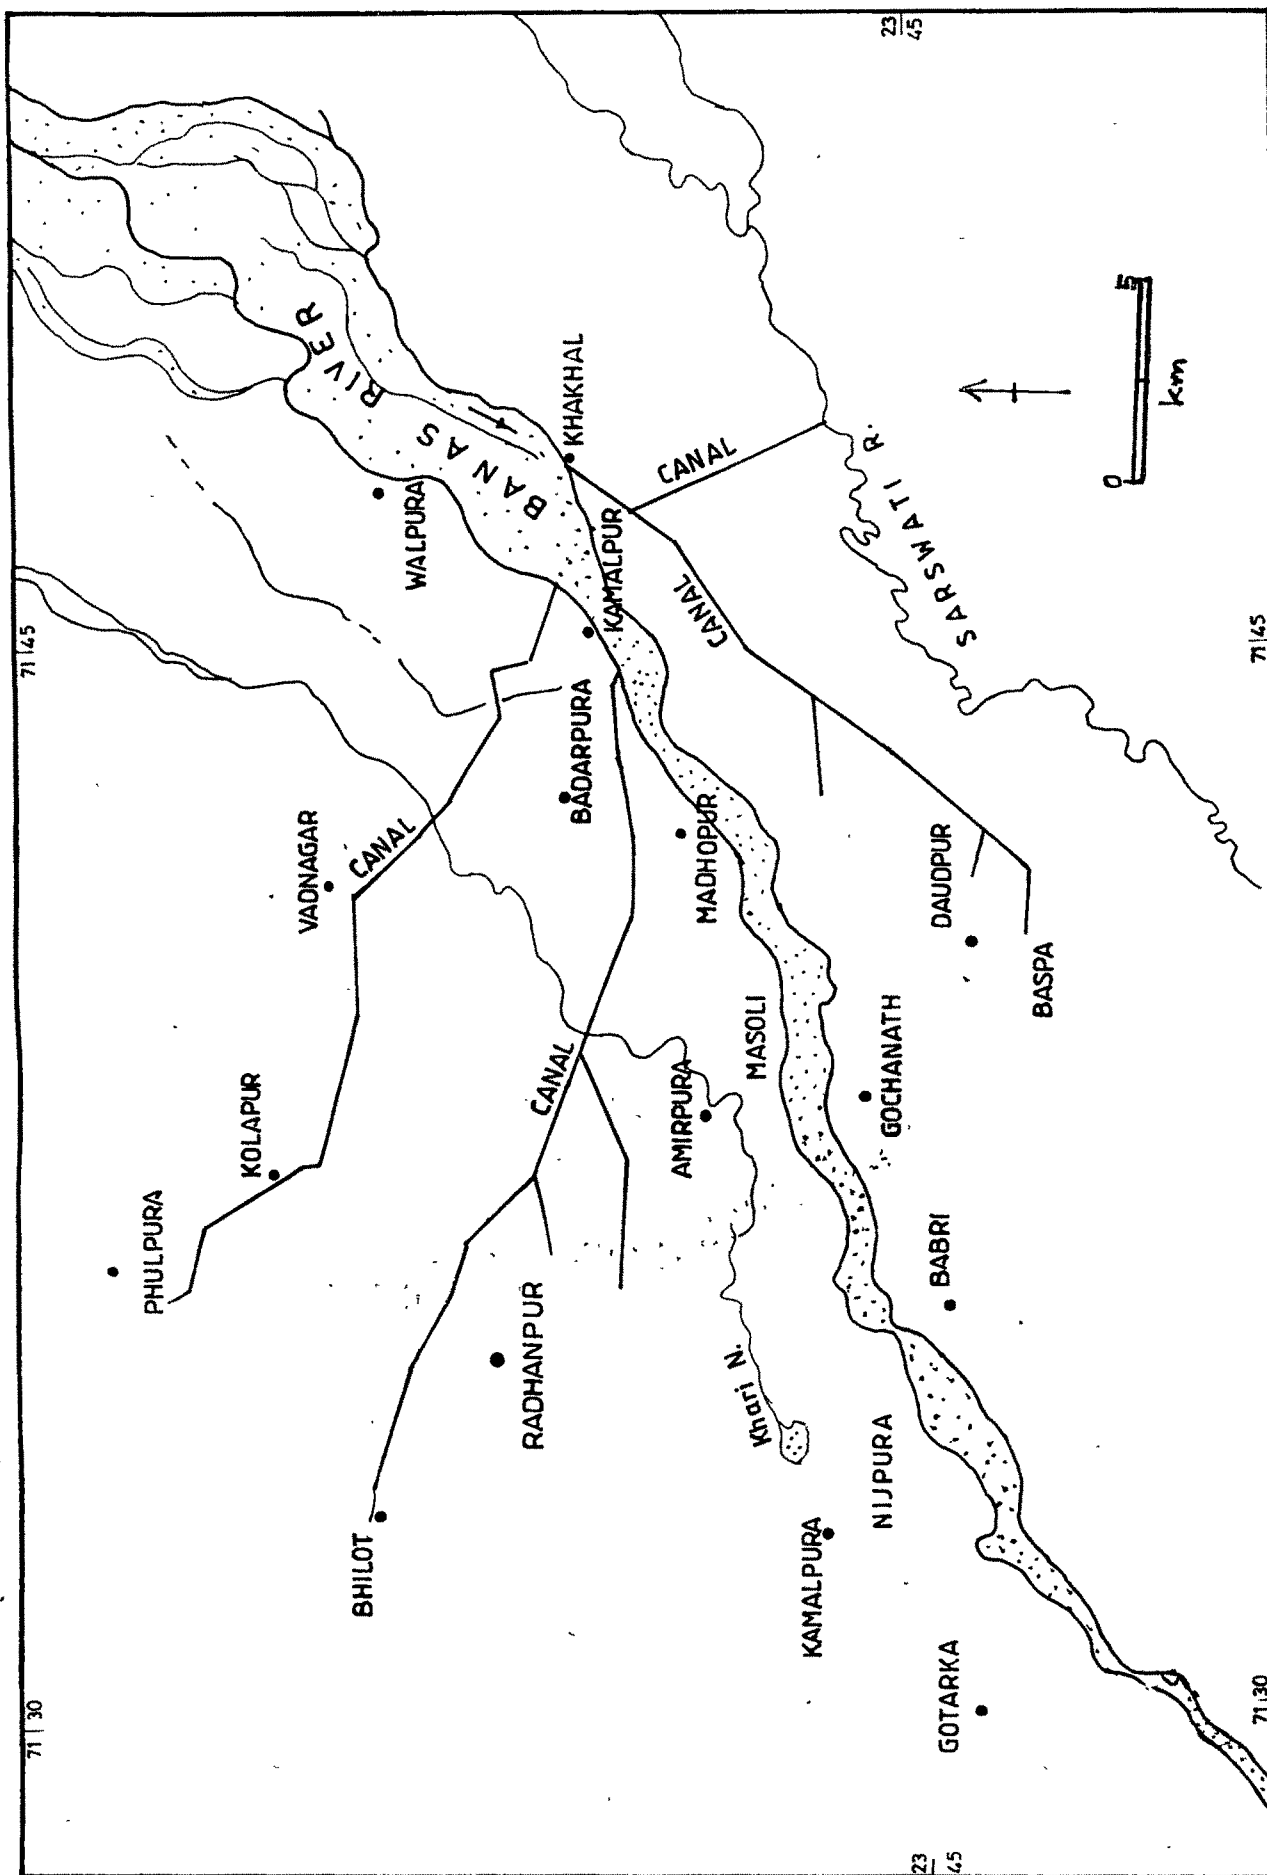 71|30
71|45
PHULPURA
KOLAPUR
VADNAGAR
CANAL
WALPURA
BANAS RIVER
BHILOT
RADHANPUR
CANAL
BADARPURA
KAMALPUR
KHAKHAL
AMIRPURA
MADHOPUR
CANAL
CANAL
Khari N.
MASOLI
KAMALPURA
NIJPURA
GOCHANATH
SARSWATI R.
GOTARKA
BABRI
DAUDPUR
BASPA
23
45
23
45
0 5
km
71|30
71|45